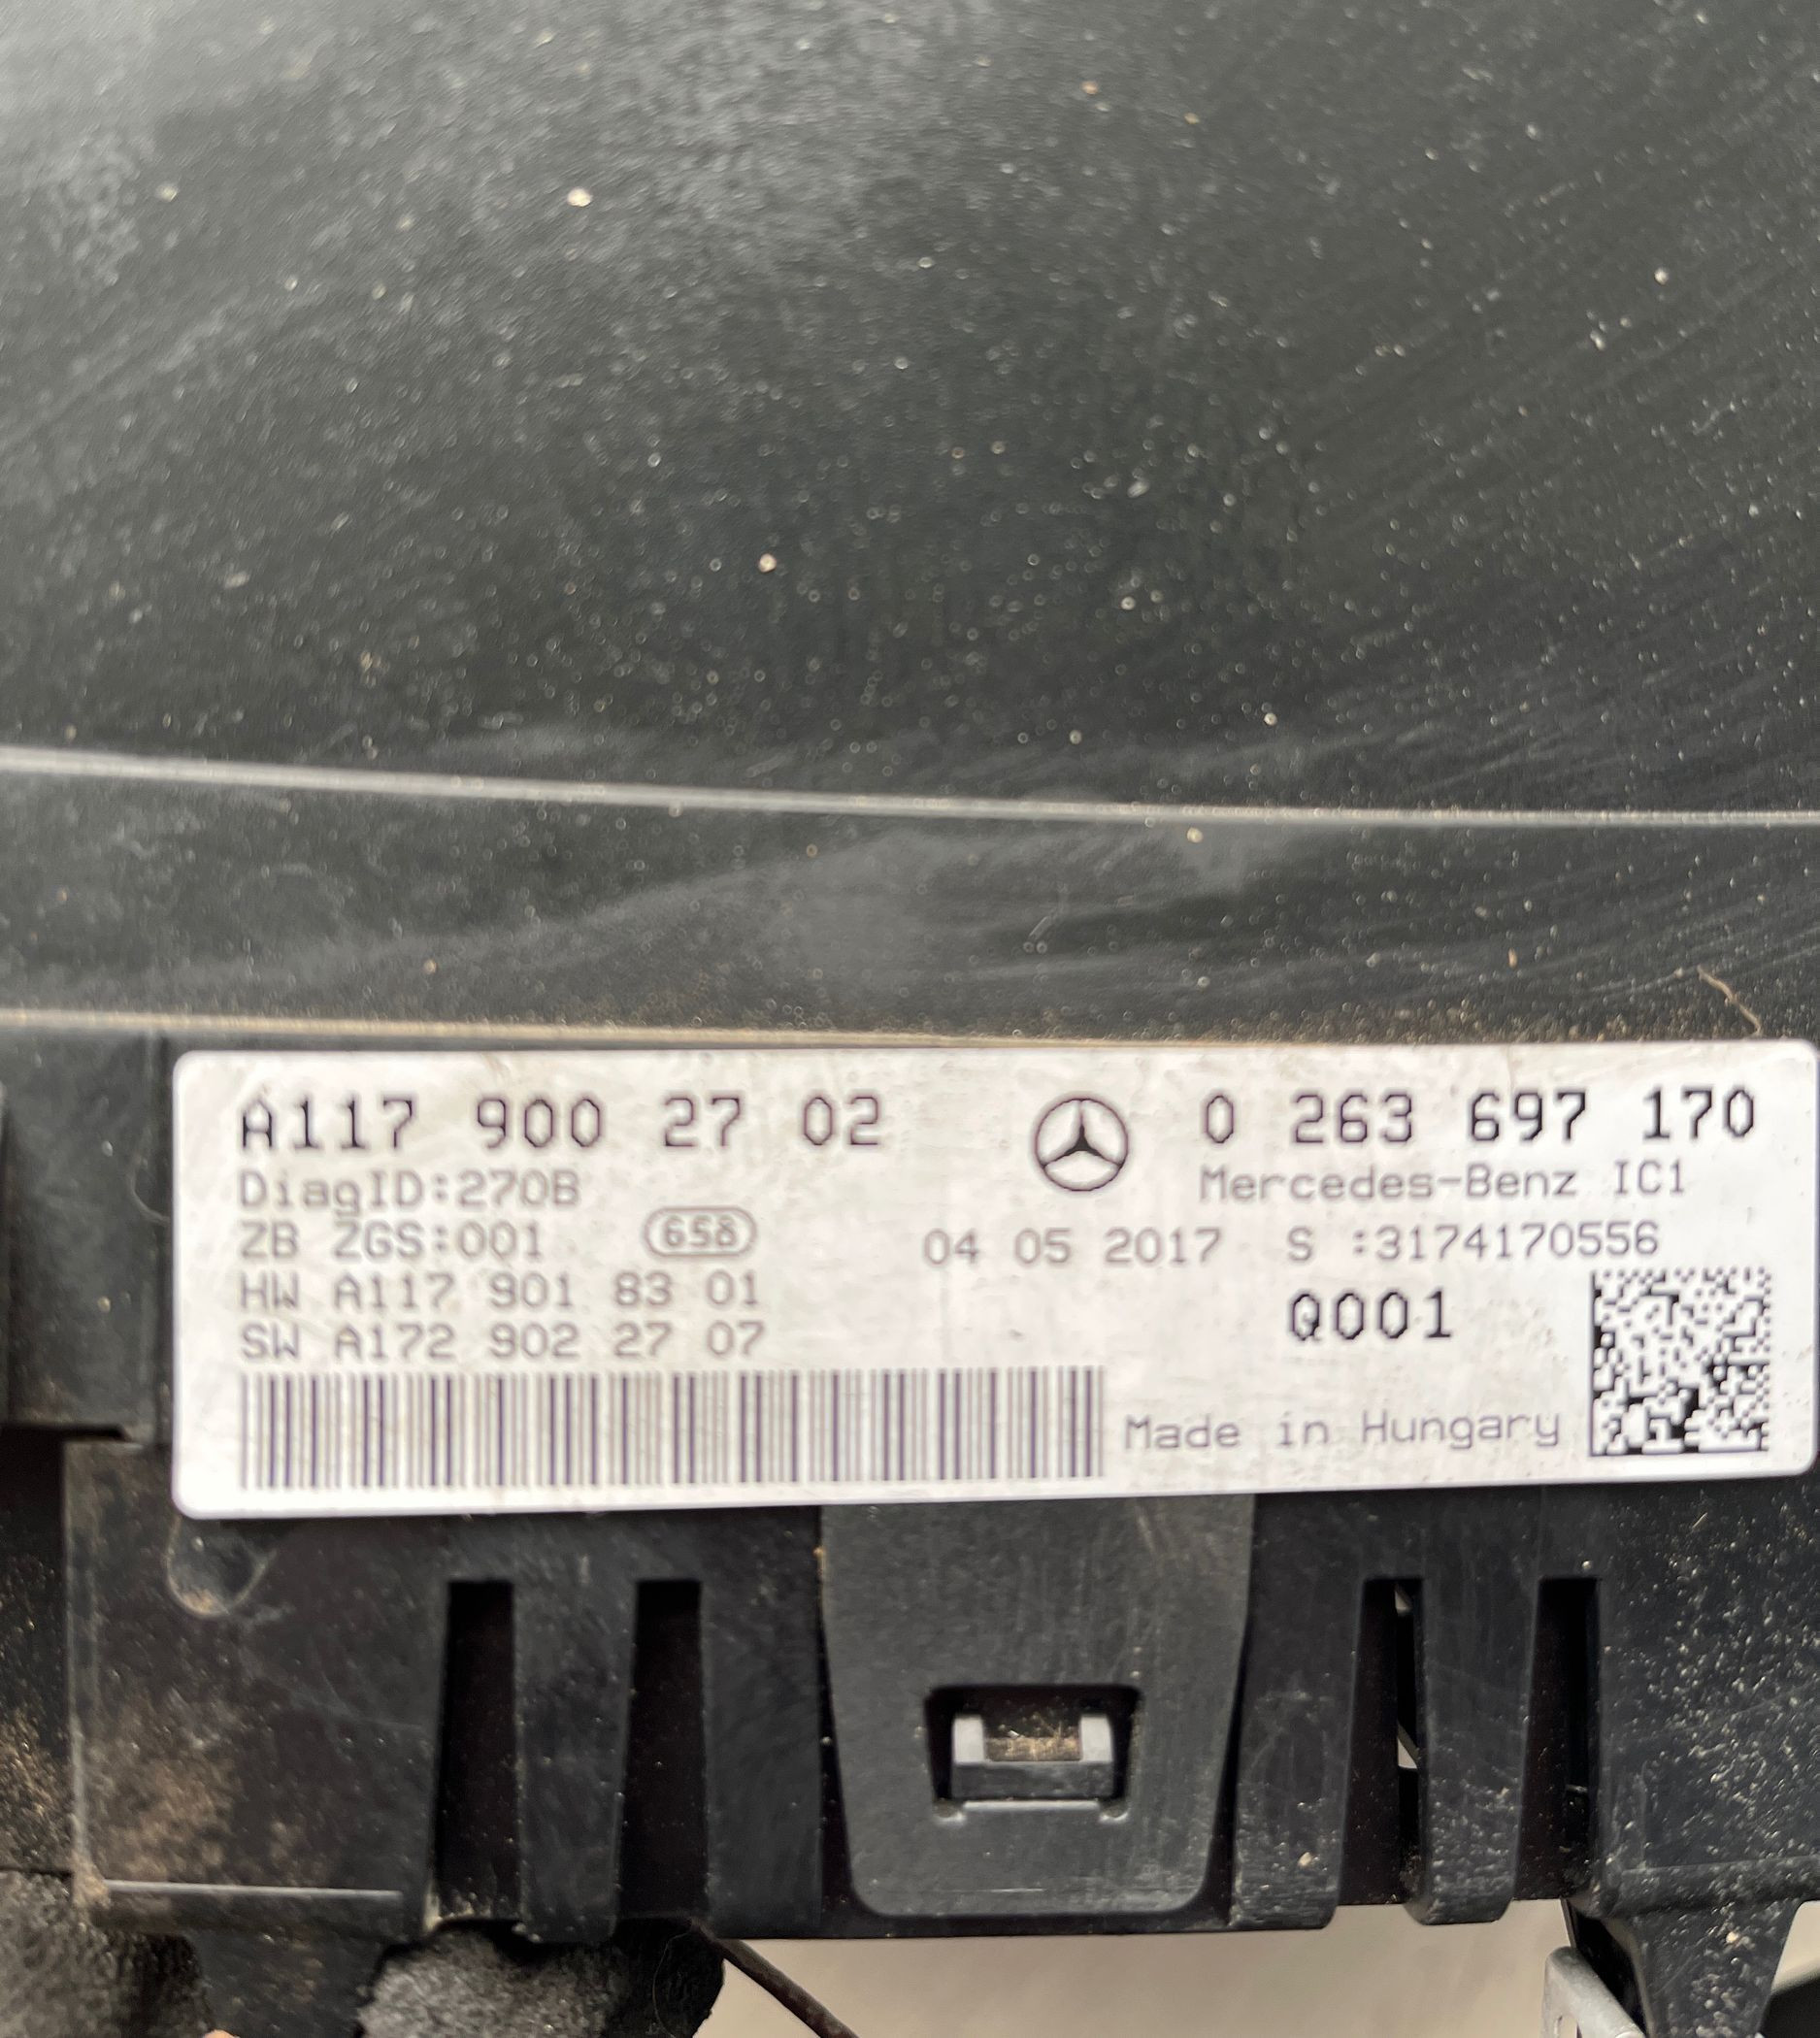 A117 900 27 02
DiagID:270B
ZB ZGS:001 658
HW A117 901 83 01
SW A172 902 27 07
0 263 697 170
Mercedes-Benz IC1
04 05 2017 S :3174170556
Q001
Made in Hungary